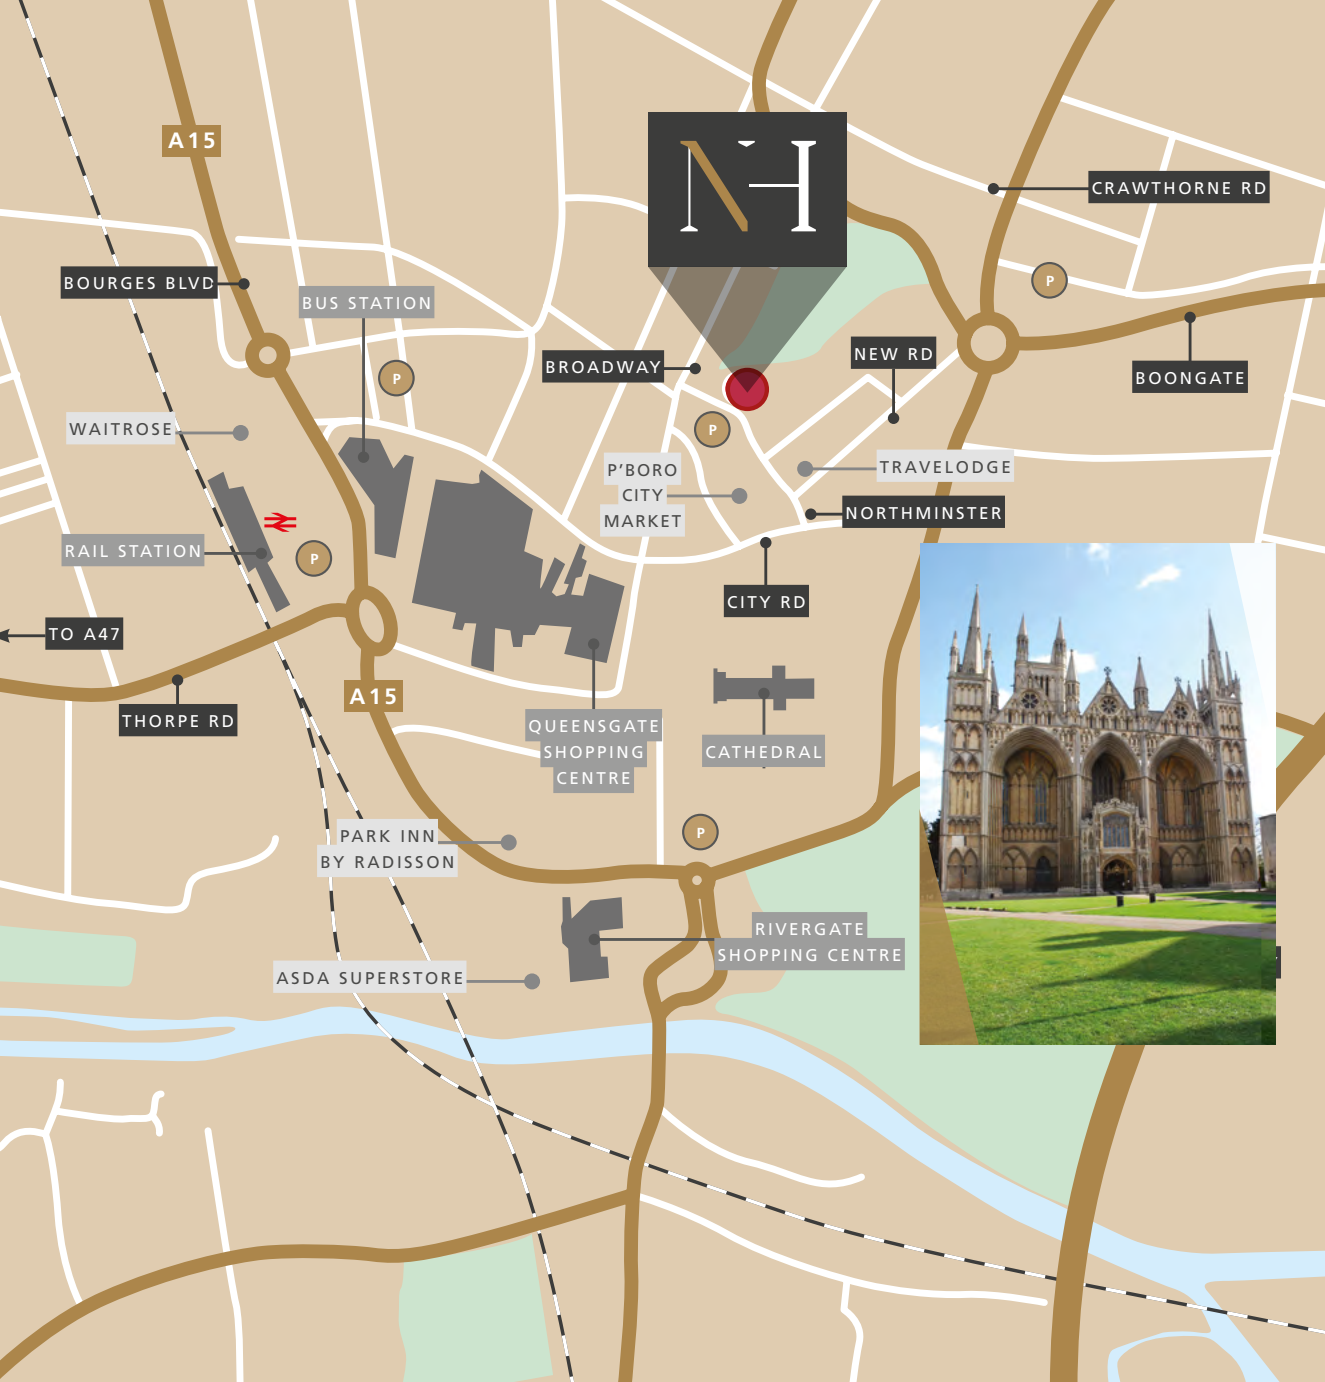 A15
NH
CRAWTHORNE RD
P
BOURGES BLVD
BUS STATION
BROADWAY
NEW RD
BOONGATE
P
WAITROSE
P
P'BORO
CITY
MARKET
TRAVELODGE
NORTHMINSTER
RAIL STATION
P
CITY RD
TO A47
THORPE RD
A15
QUEENSGATE
SHOPPING
CENTRE
CATHEDRAL
PARK INN
BY RADISSON
P
RIVERGATE
SHOPPING CENTRE
ASDA SUPERSTORE